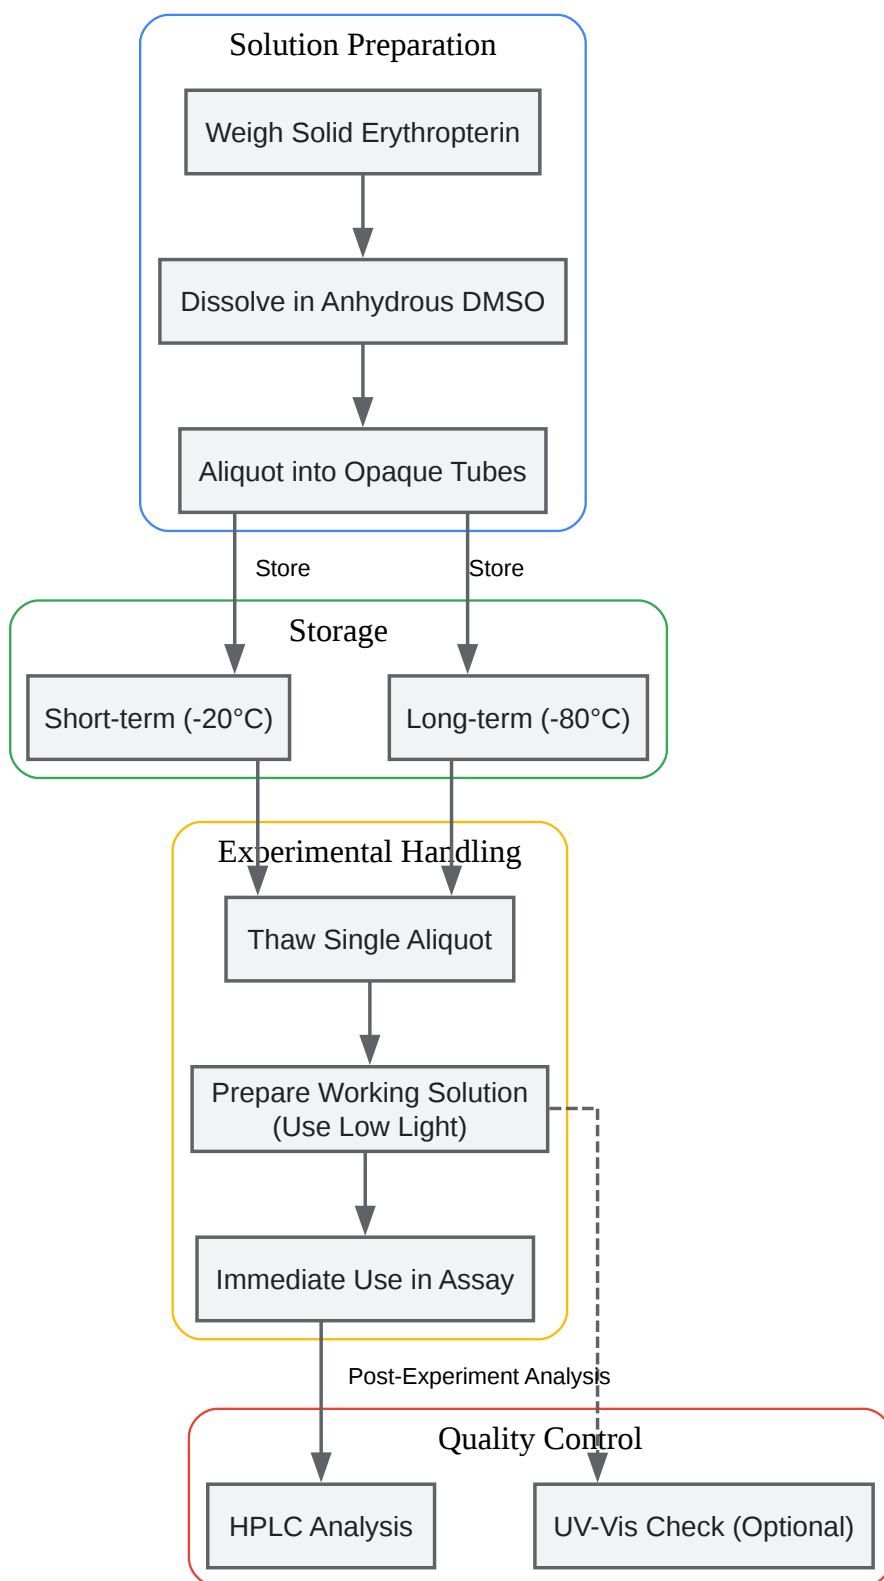 Solution Preparation
Weigh Solid Erythropterin
Dissolve in Anhydrous DMSO
Aliquot into Opaque Tubes
Store
Store
Storage
Short-term (-20°C)
Long-term (-80°C)
Experimental Handling
Thaw Single Aliquot
Prepare Working Solution
(Use Low Light)
Immediate Use in Assay
Post-Experiment Analysis
Quality Control
HPLC Analysis
UV-Vis Check (Optional)